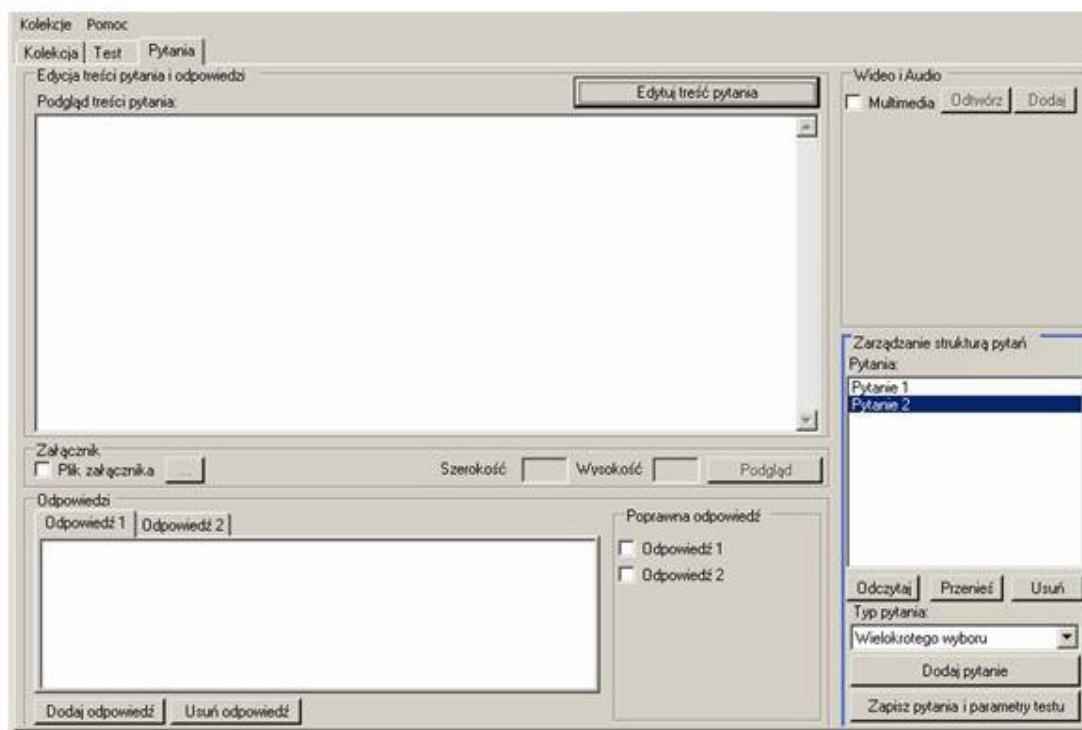 Kolekcje Pomoc
Kolekcja Test Pytania
Edycja treści pytania i odpowiedzi
Podgląd treści pytania:
Edytuj treść pytania
Załącznik
Plik załącznika ...
Szerokość Wysokość Podgląd
Odpowiedzi
Odpowiedź 1 Odpowiedź 2
Poprawna odpowiedź
Odpowiedź 1
Odpowiedź 2
Dodaj odpowiedź Usuń odpowiedź
Wideo i Audio
Multimedia Odtwórz Dodaj
Zarządzanie strukturą pytań
Pytania:
Pytanie 1
Pytanie 2
Odczytaj Przenieś Usuń
Typ pytania:
Wielokrotego wyboru
Dodaj pytanie
Zapisz pytania i parametry testu